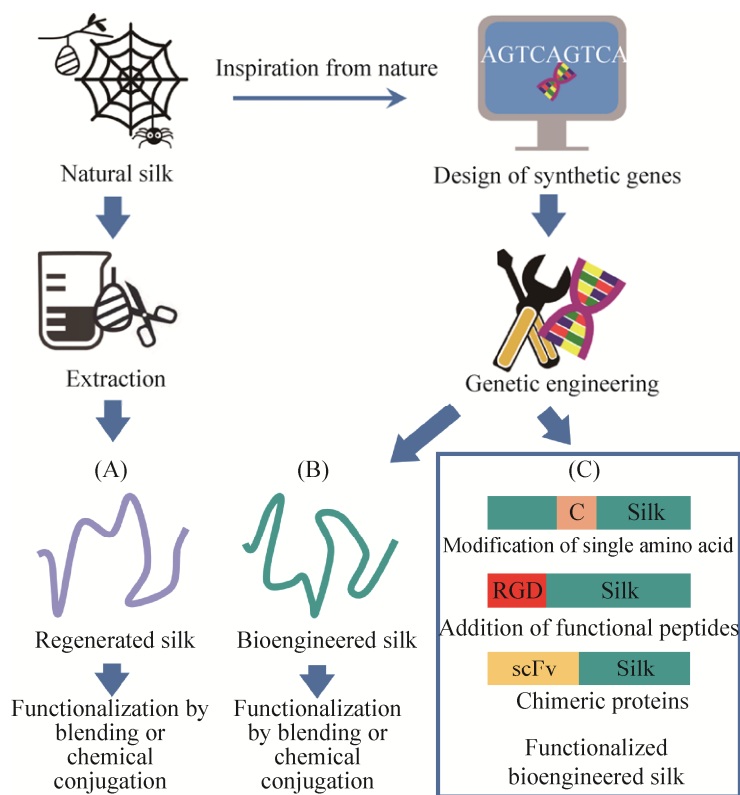 AGTCAGTCA
Inspiration from nature
Natural silk
Design of synthetic genes
Extraction
Genetic engineering
(A)
Regenerated silk
Functionalization by
blending or
chemical
conjugation
(B)
Bioengineered silk
Functionalization
by blending or
chemical
conjugation
(C)
C Silk
Modification of single amino acid
RGD Silk
Addition of functional peptides
scFv Silk
Chimeric proteins
Functionalized
bioengineered silk